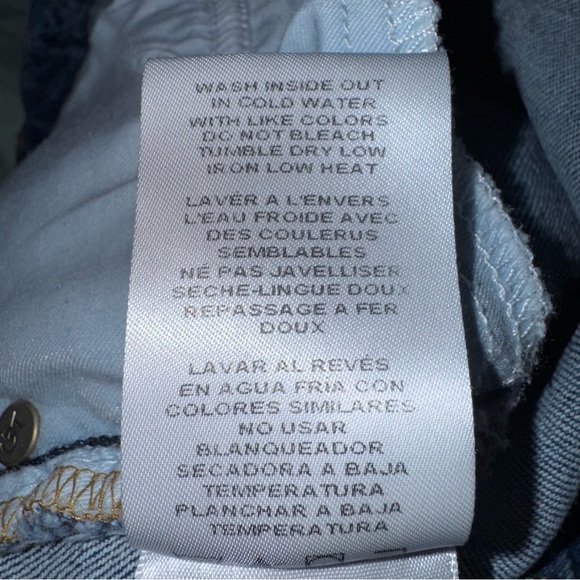 WASH INSIDE OUT
IN COLD WATER
WITH LIKE COLORS
DO NOT BLEACH
TUMBLE DRY LOW
IRON LOW HEAT
LAVÉR A L'ENVERS
L'EAU FROIDE AVEC
DES COULERUS
SEMBLABLES
NÉ PAS JAVELLISER
SECHE-LINGUE DOUX
REPASSAGE A FER
DOUX
LAVAR AL REVÉS
EN AGUA FRIA CON
COLORES SIMILARES
NO USAR
BLANQUEADOR
SECADORA A BAJA
TEMPERATURA
PLANCHAR A BAJA
TEMPERATURA